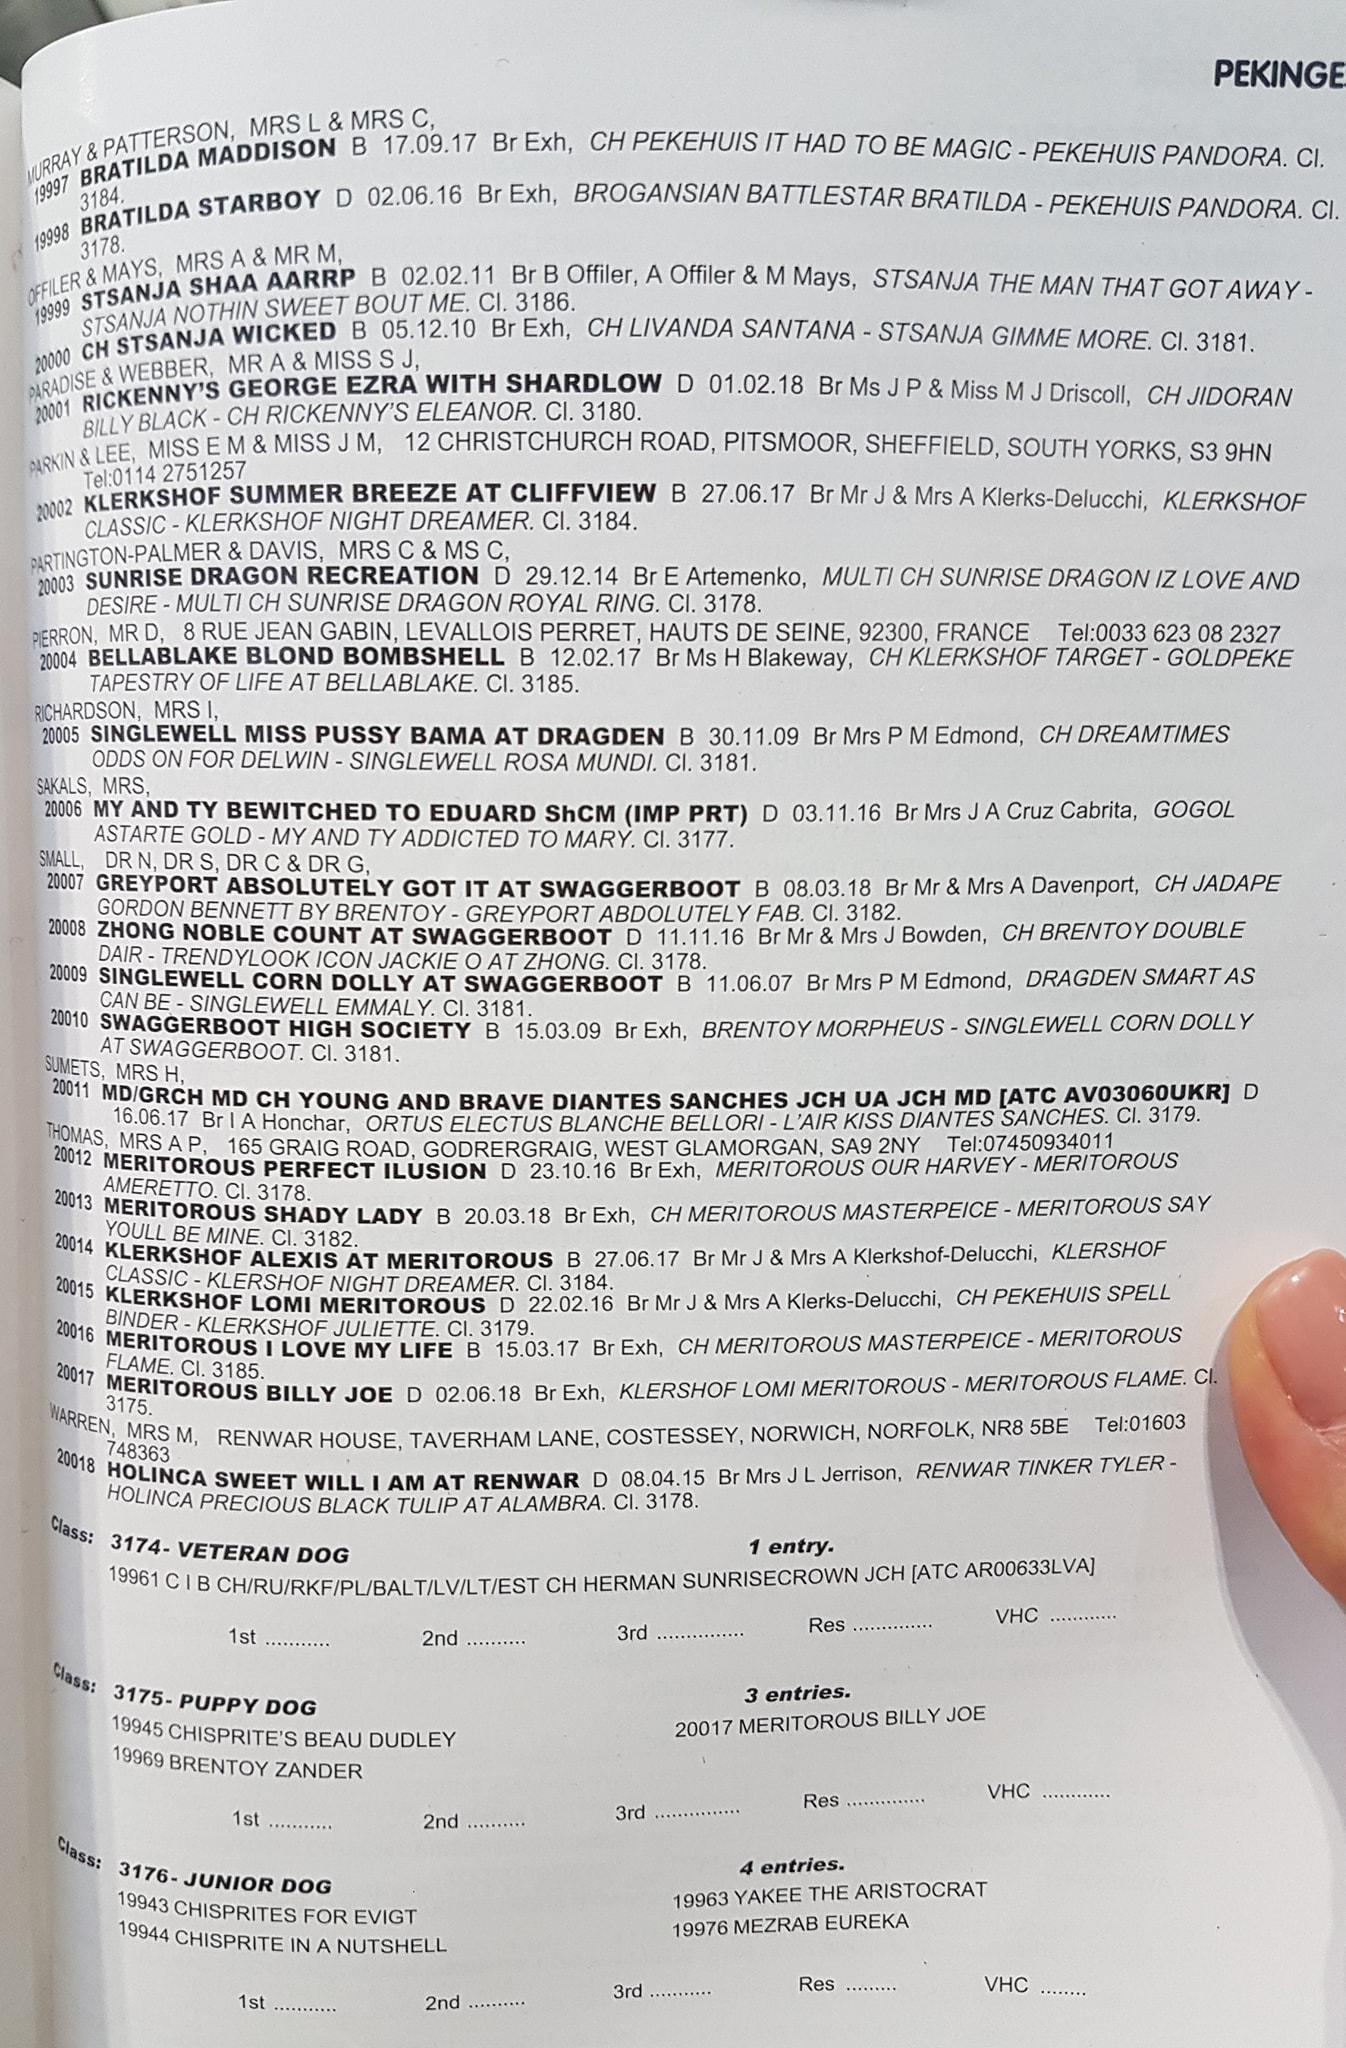 PEKINGE
MURRAY & PATTERSON, MRS L & MRS C,
19997 BRATILDA MADDISON B 17.09.17 Br Exh, CH PEKEHUIS IT HAD TO BE MAGIC - PEKEHUIS PANDORA. Cl.
3184.
19998 BRATILDA STARBOY D 02.06.16 Br Exh, BROGANSIAN BATTLESTAR BRATILDA - PEKEHUIS PANDORA. Cl.
3178.
OFFILER & MAYS, MRS A & MR M,
19999 STSANJA SHAA AARRP B 02.02.11 Br B Offiler, A Offiler & M Mays, STSANJA THE MAN THAT GOT AWAY -
STSANJA NOTHIN SWEET BOUT ME. Cl. 3186.
20000 CH STSANJA WICKED B 05.12.10 Br Exh, CH LIVANDA SANTANA - STSANJA GIMME MORE. Cl. 3181.
PARADISE & WEBBER, MR A & MISS S J,
20001 RICKENNY'S GEORGE EZRA WITH SHARDLOW D 01.02.18 Br Ms J P & Miss M J Driscoll, CH JIDORAN
BILLY BLACK - CH RICKENNY'S ELEANOR. Cl. 3180.
PARKIN & LEE, MISS E M & MISS J M, 12 CHRISTCHURCH ROAD, PITSMOOR, SHEFFIELD, SOUTH YORKS, S3 9HN
Tel:0114 2751257
20002 KLERKSHOF SUMMER BREEZE AT CLIFFVIEW B 27.06.17 Br Mr J & Mrs A Klerks-Delucchi, KLERKSHOF
CLASSIC - KLERKSHOF NIGHT DREAMER. Cl. 3184.
PARTINGTON-PALMER & DAVIS, MRS C & MS C,
20003 SUNRISE DRAGON RECREATION D 29.12.14 Br E Artemenko, MULTI CH SUNRISE DRAGON IZ LOVE AND
DESIRE - MULTI CH SUNRISE DRAGON ROYAL RING. Cl. 3178.
PIERRON, MR D, 8 RUE JEAN GABIN, LEVALLOIS PERRET, HAUTS DE SEINE, 92300, FRANCE Tel:0033 623 08 2327
20004 BELLABLAKE BLOND BOMBSHELL B 12.02.17 Br Ms H Blakeway, CH KLERKSHOF TARGET - GOLDPEKE
TAPESTRY OF LIFE AT BELLABLAKE. Cl. 3185.
RICHARDSON, MRS I,
20005 SINGLEWELL MISS PUSSY BAMA AT DRAGDEN B 30.11.09 Br Mrs P M Edmond, CH DREAMTIMES
ODDS ON FOR DELWIN - SINGLEWELL ROSA MUNDI. Cl. 3181.
SAKALS, MRS,
20006 MY AND TY BEWITCHED TO EDUARD ShCM (IMP PRT) D 03.11.16 Br Mrs J A Cruz Cabrita, GOGOL
ASTARTE GOLD - MY AND TY ADDICTED TO MARY. Cl. 3177.
SMALL, DR N, DR S, DR C & DR G,
20007 GREYPORT ABSOLUTELY GOT IT AT SWAGGERBOOT B 08.03.18 Br Mr & Mrs A Davenport, CH JADAPE
GORDON BENNETT BY BRENTOY - GREYPORT ABDOLUTELY FAB. Cl. 3182.
20008 ZHONG NOBLE COUNT AT SWAGGERBOOT D 11.11.16 Br Mr & Mrs J Bowden, CH BRENTOY DOUBLE
DAIR - TRENDYLOOK ICON JACKIE O AT ZHONG. Cl. 3178.
20009 SINGLEWELL CORN DOLLY AT SWAGGERBOOT B 11.06.07 Br Mrs P M Edmond, DRAGDEN SMART AS
CAN BE - SINGLEWELL EMMALY. Cl. 3181.
20010 SWAGGERBOOT HIGH SOCIETY B 15.03.09 Br Exh, BRENTOY MORPHEUS - SINGLEWELL CORN DOLLY
AT SWAGGERBOOT. Cl. 3181.
SUMETS, MRS H,
20011 MD/GRCH MD CH YOUNG AND BRAVE DIANTES SANCHES JCH UA JCH MD [ATC AV03060UKR] D
16.06.17 Br I A Honchar, ORTUS ELECTUS BLANCHE BELLORI - L'AIR KISS DIANTES SANCHES. Cl. 3179.
THOMAS, MRS A P, 165 GRAIG ROAD, GODRERGRAIG, WEST GLAMORGAN, SA9 2NY Tel:07450934011
20012 MERITOROUS PERFECT ILUSION D 23.10.16 Br Exh, MERITOROUS OUR HARVEY - MERITOROUS
AMERETTO. Cl. 3178.
20013 MERITOROUS SHADY LADY B 20.03.18 Br Exh, CH MERITOROUS MASTERPEICE - MERITOROUS SAY
YOULL BE MINE. Cl. 3182.
20014 KLERKSHOF ALEXIS AT MERITOROUS B 27.06.17 Br Mr J & Mrs A Klerkshof-Delucchi, KLERSHOF
CLASSIC - KLERSHOF NIGHT DREAMER. Cl. 3184.
20015 KLERKSHOF LOMI MERITOROUS D 22.02.16 Br Mr J & Mrs A Klerks-Delucchi, CH PEKEHUIS SPELL
BINDER - KLERKSHOF JULIETTE. Cl. 3179.
20016 MERITOROUS I LOVE MY LIFE B 15.03.17 Br Exh, CH MERITOROUS MASTERPEICE - MERITOROUS
FLAME. Cl. 3185.
20017 MERITOROUS BILLY JOE D 02.06.18 Br Exh, KLERSHOF LOMI MERITOROUS - MERITOROUS FLAME. Cl.
3175.
WARREN, MRS M, RENWAR HOUSE, TAVERHAM LANE, COSTESSEY, NORWICH, NORFOLK, NR8 5BE Tel:01603
748363
20018 HOLINCA SWEET WILL I AM AT RENWAR D 08.04.15 Br Mrs J L Jerrison, RENWAR TINKER TYLER -
HOLINCA PRECIOUS BLACK TULIP AT ALAMBRA. Cl. 3178.
Class: 3174- VETERAN DOG 1 entry.
19961 C I B CH/RU/RKF/PL/BALT/LV/LT/EST CH HERMAN SUNRISECROWN JCH [ATC AR00633LVA]
1st ........... 2nd .......... 3rd ............... Res .............. VHC ............
Class: 3175- PUPPY DOG 3 entries.
19945 CHISPRITE'S BEAU DUDLEY 20017 MERITOROUS BILLY JOE
19969 BRENTOY ZANDER
1st ........... 2nd .......... 3rd ............... Res .............. VHC ............
Class: 3176- JUNIOR DOG 4 entries.
19943 CHISPRITES FOR EVIGT 19963 YAKEE THE ARISTOCRAT
19944 CHISPRITE IN A NUTSHELL 19976 MEZRAB EUREKA
1st ........... 2nd .......... 3rd ........... Res ......... VHC ........